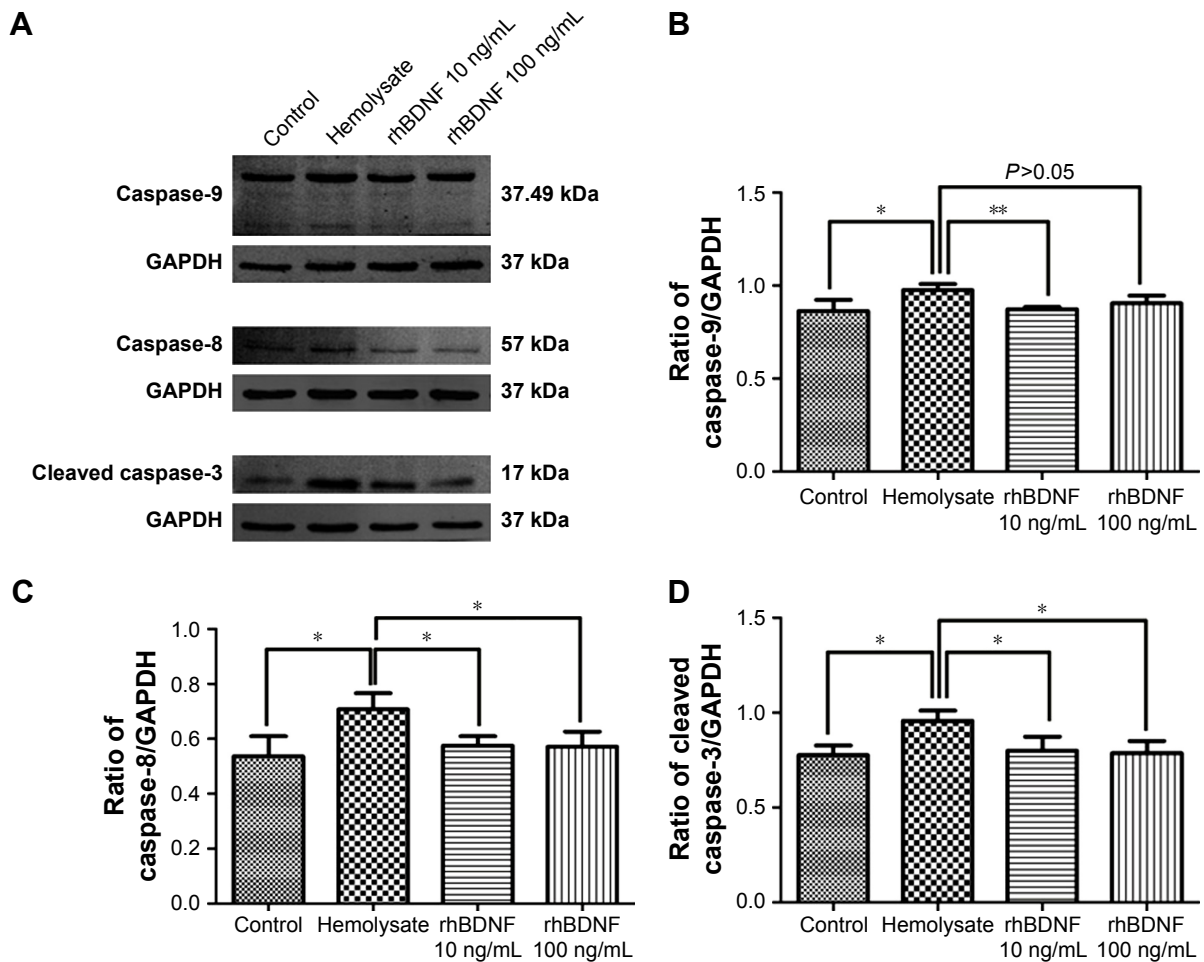 A
Control
Hemolysate
rhBDNF 10 ng/mL
rhBDNF 100 ng/mL
Caspase-9
37.49 kDa
GAPDH
37 kDa
Caspase-8
57 kDa
GAPDH
37 kDa
Cleaved caspase-3
17 kDa
GAPDH
37 kDa
B
Ratio of
caspase-9/GAPDH
1.5
1.0
0.5
0.0
*
**
P>0.05
Control
Hemolysate
rhBDNF
10 ng/mL
rhBDNF
100 ng/mL
C
Ratio of
caspase-8/GAPDH
1.0
0.8
0.6
0.4
0.2
0.0
*
*
*
Control
Hemolysate
rhBDNF
10 ng/mL
rhBDNF
100 ng/mL
D
Ratio of cleaved
caspase-3/GAPDH
1.5
1.0
0.5
0.0
*
*
*
Control
Hemolysate
rhBDNF
10 ng/mL
rhBDNF
100 ng/mL